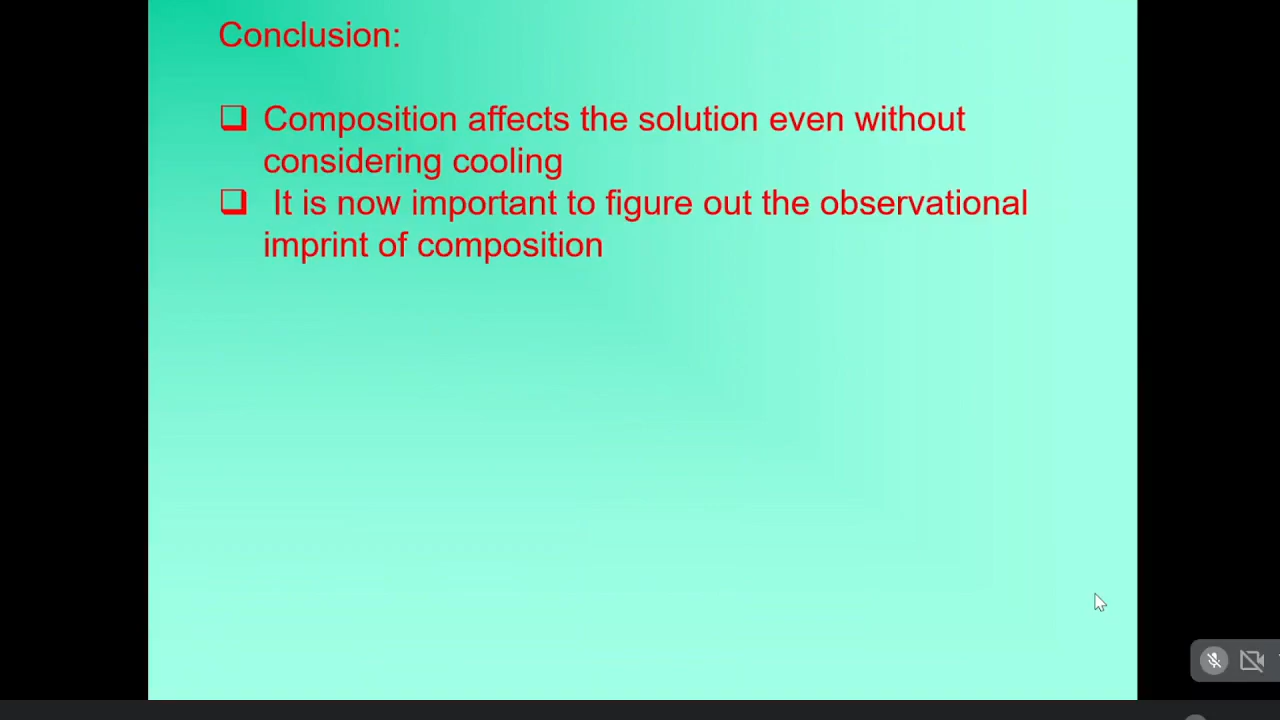 Conclusion:
❑ Composition affects the solution even without
considering cooling
❑ It is now important to figure out the observational
imprint of composition